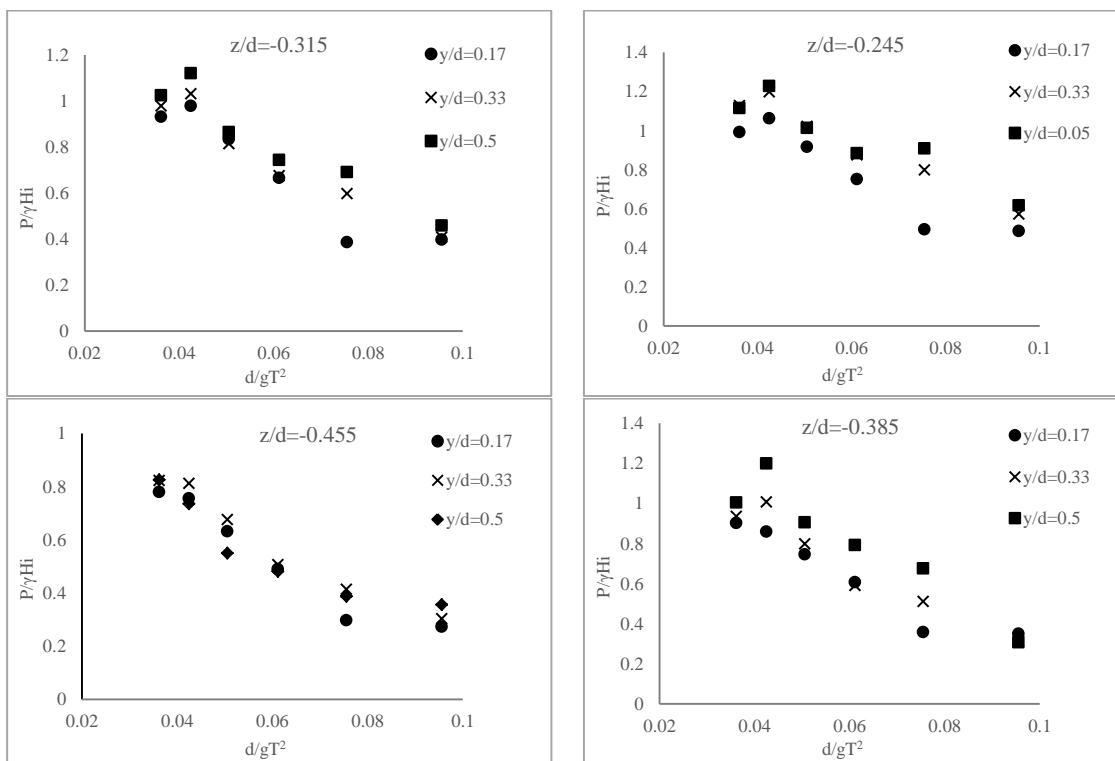 z/d=-0.315
1.2
1
0.8
0.6
0.4
0.2
0
P/γHi
0.02
0.04
0.06
0.08
0.1
d/gT²
y/d=0.17
y/d=0.33
y/d=0.5
z/d=-0.245
1.4
1.2
1
0.8
0.6
0.4
0.2
0
P/γHi
0.02
0.04
0.06
0.08
0.1
d/gT²
y/d=0.17
y/d=0.33
y/d=0.05
z/d=-0.455
1
0.8
0.6
0.4
0.2
0
P/γHi
0.02
0.04
0.06
0.08
0.1
d/gT²
y/d=0.17
y/d=0.33
y/d=0.5
z/d=-0.385
1.4
1.2
1
0.8
0.6
0.4
0.2
0
P/γHi
0.02
0.04
0.06
0.08
0.1
d/gT²
y/d=0.17
y/d=0.33
y/d=0.5